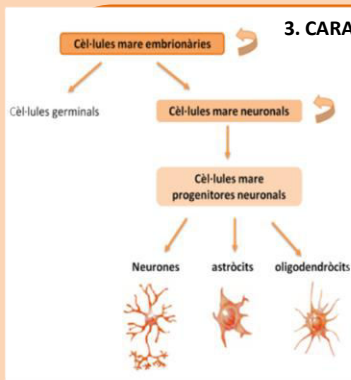 3. CARA
Cèl·lules mare embrionàries
Cèl·lules germinals
Cèl·lules mare neuronals
Cèl·lules mare
progenitores neuronals
Neurones
astròcits
oligodendròcits